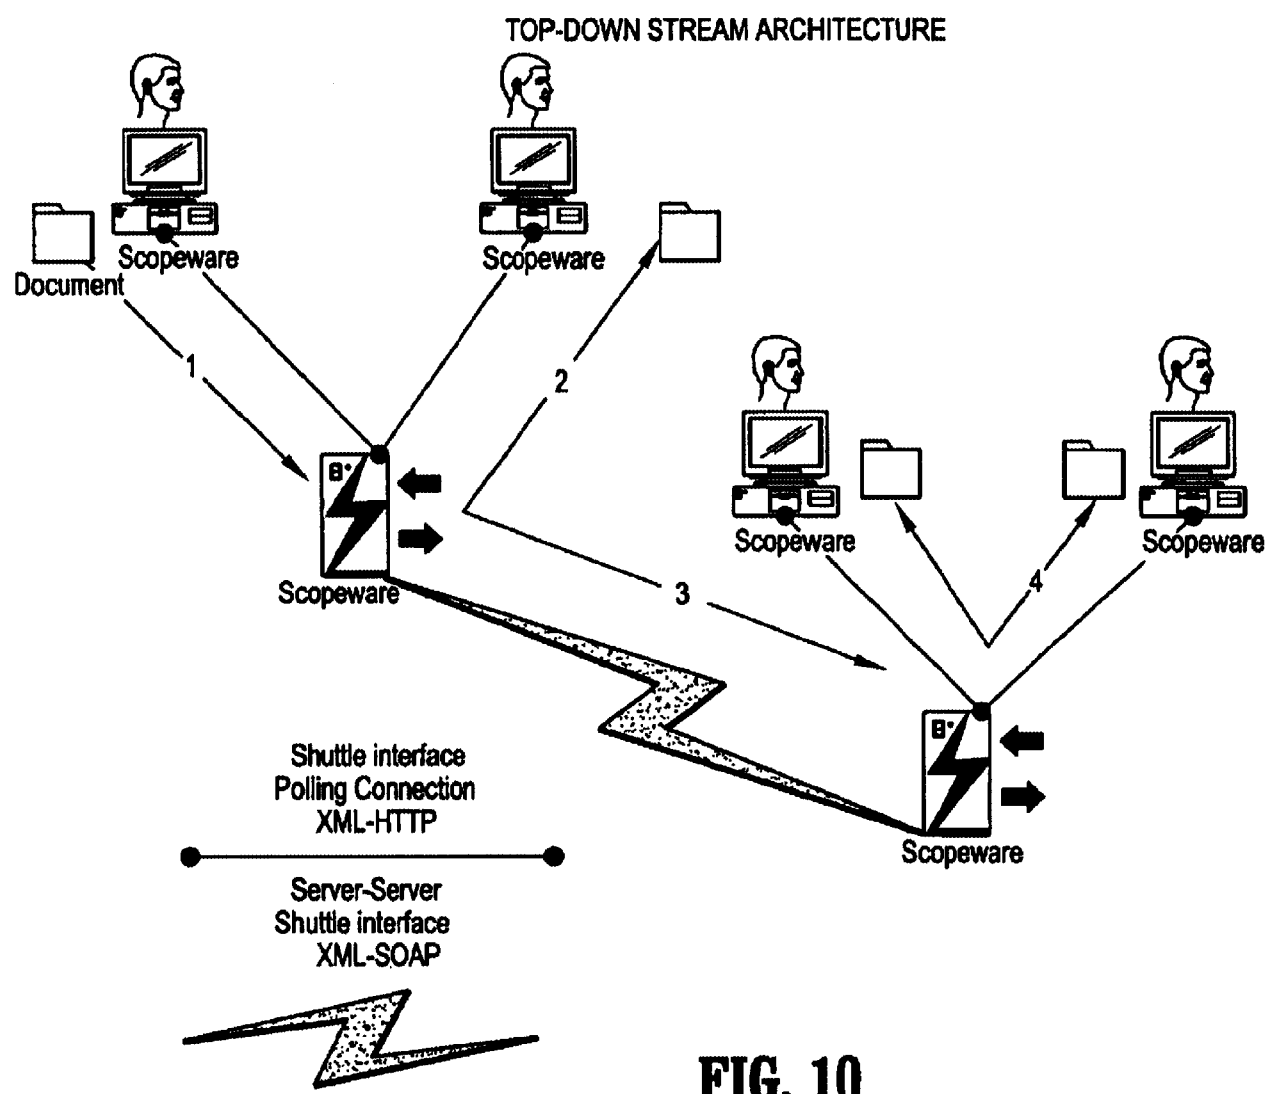 TOP-DOWN STREAM ARCHITECTURE
Scopeware
Document
Scopeware
1
2
Scopeware
Scopeware
Scopeware
3
4
Scopeware
Shuttle interface
Polling Connection
XML-HTTP
Server-Server
Shuttle interface
XML-SOAP
FIG. 10